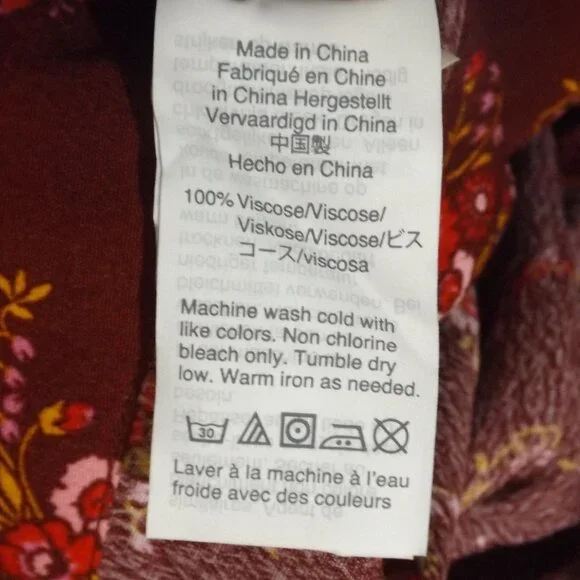 Made in China
Fabriqué en Chine
in China Hergestellt
Vervaardigd in China
中国製
Hecho en China
100% Viscose/Viscose/
Viskose/Viscose/ビス
コース/viscosa
Machine wash cold with
like colors. Non chlorine
bleach only. Tumble dry
low. Warm iron as needed.
30
Laver à la machine à l'eau
froide avec des couleurs